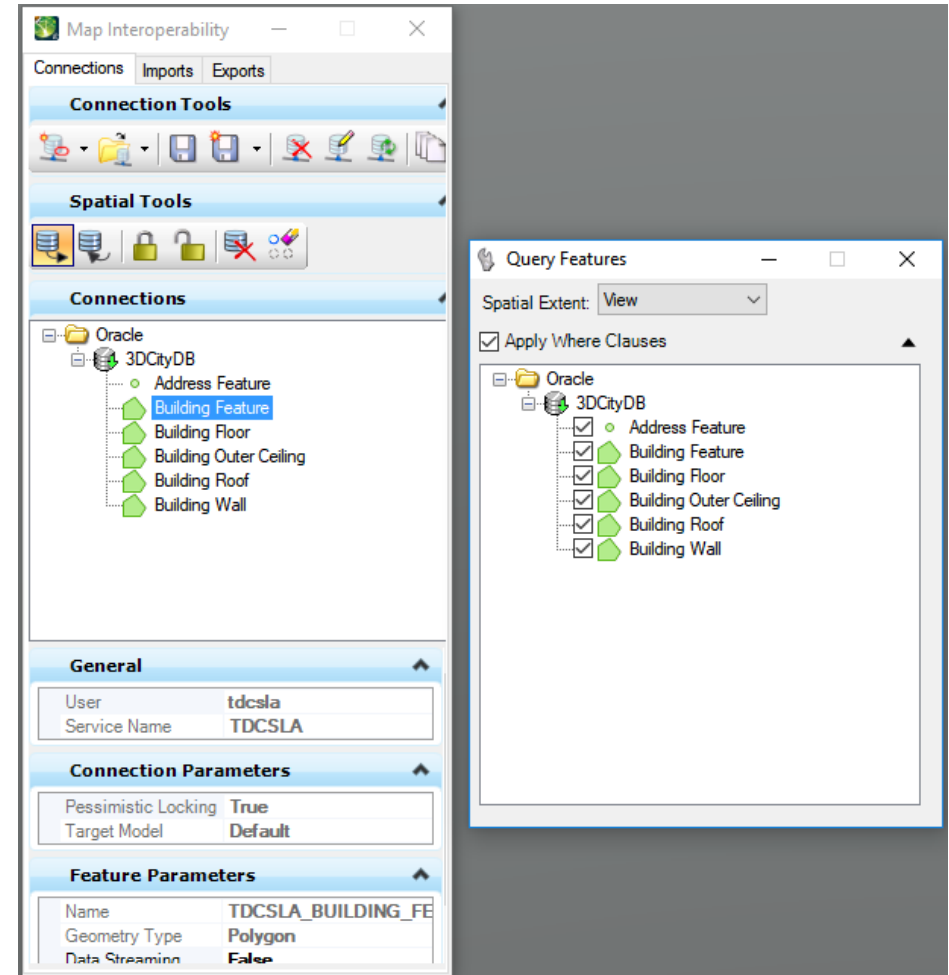 Map Interoperability
Connections Imports Exports
Connection Tools
Spatial Tools
Connections
Oracle
3DCityDB
Address Feature
Building Feature
Building Floor
Building Outer Ceiling
Building Roof
Building Wall
General
User tdcsla
Service Name TDCSLA
Connection Parameters
Pessimistic Locking True
Target Model Default
Feature Parameters
Name TDCSLA_BUILDING_FE
Geometry Type Polygon
Data Streaming False
Query Features
Spatial Extent: View
Apply Where Clauses
Oracle
3DCityDB
Address Feature
Building Feature
Building Floor
Building Outer Ceiling
Building Roof
Building Wall